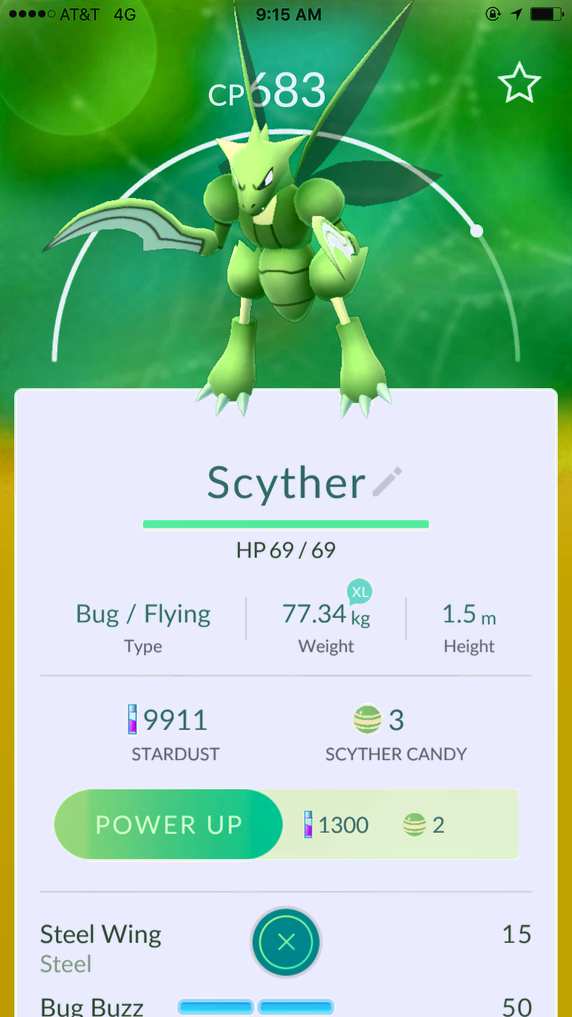 AT&T 4G 9:15 AM
CP683
Scyther
HP 69 / 69
XL
Bug / Flying 77.34 kg 1.5 m
Type Weight Height
9911 3
STARDUST SCYTHER CANDY
POWER UP 1300 2
Steel Wing 15
Steel
Bug Buzz 50